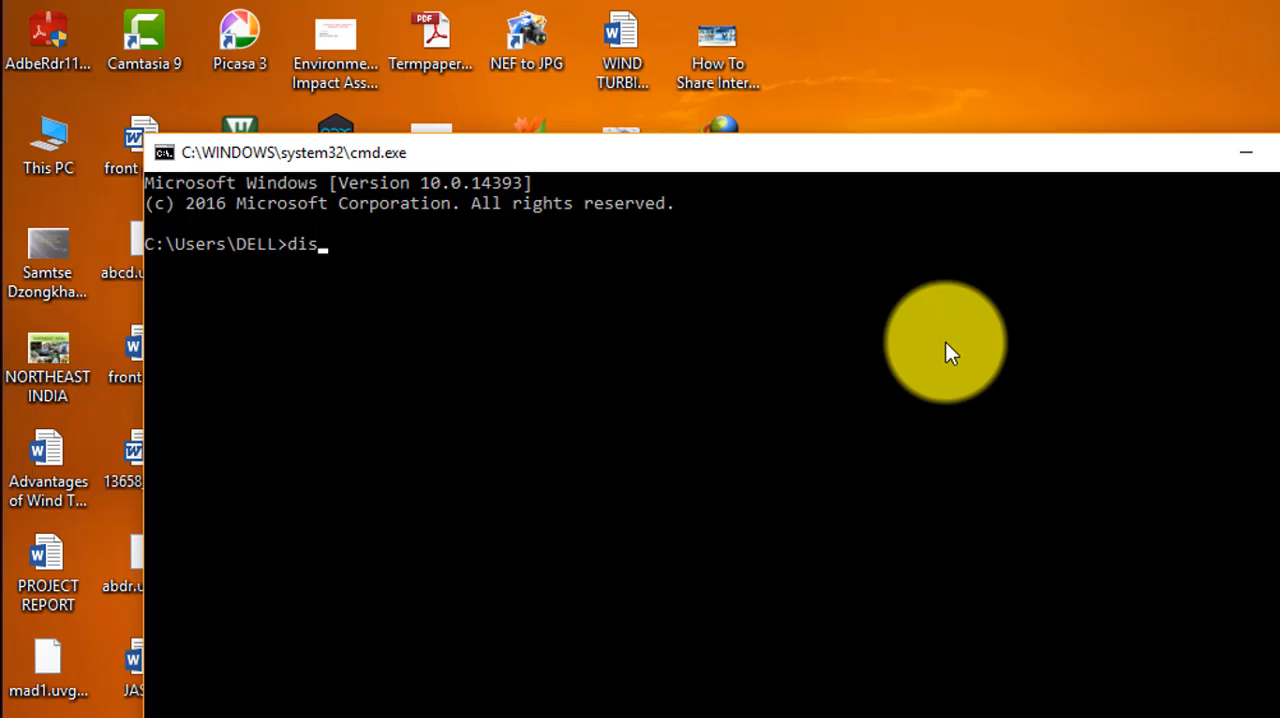 AdbeRdr11...
Camtasia 9
Picasa 3
Environme...
Impact Ass...
PDF
Termpaper...
NEF to JPG
WIND
TURBI...
How To
Share Inter...
This PC
front
C:\WINDOWS\system32\cmd.exe
Microsoft Windows [Version 10.0.14393]
(c) 2016 Microsoft Corporation. All rights reserved.
C:\Users\DELL>dis_
Samtse
Dzongkha...
abcd.u
NORTHEAST
INDIA
front
Advantages
of Wind T...
13658_
PROJECT
REPORT
abdr.u
mad1.uvg...
JAS